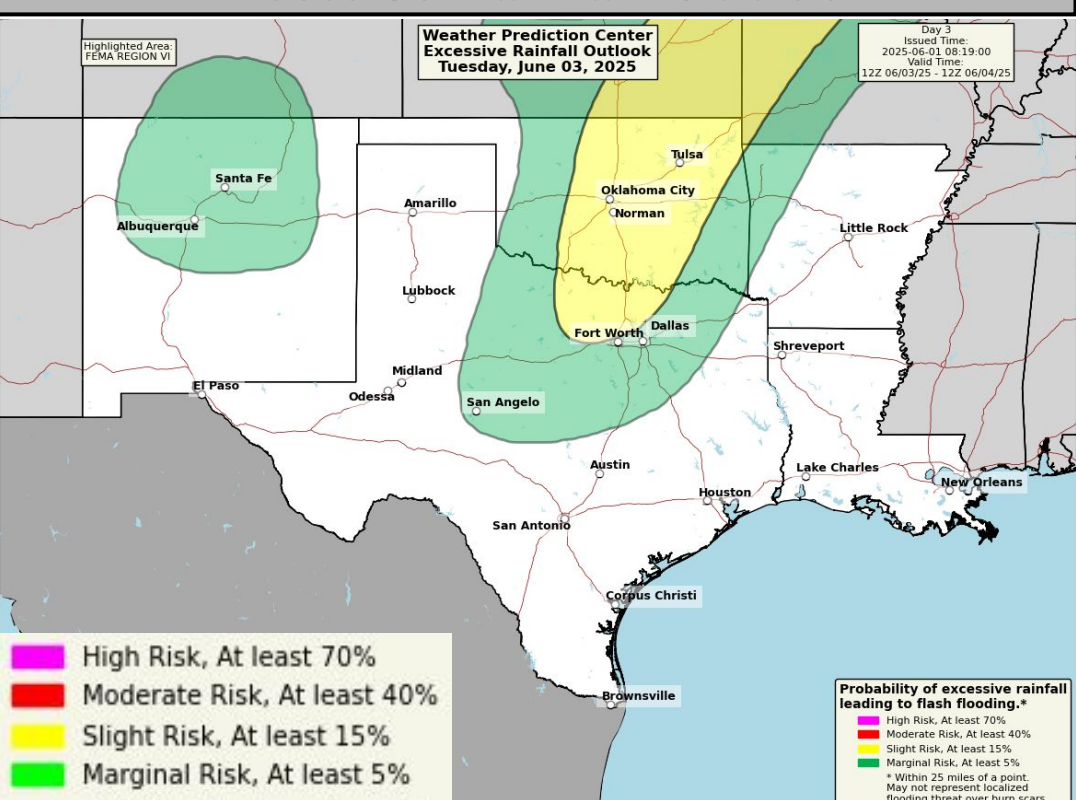 Highlighted Area:
FEMA REGION VI
Weather Prediction Center
Excessive Rainfall Outlook
Tuesday, June 03, 2025
Day 3
Issued Time:
2025-06-01 08:19:00
Valid Time:
12Z 06/03/25 - 12Z 06/04/25
Tulsa
Santa Fe
Oklahoma City
Amarillo
Norman
Albuquerque
Little Rock
Lubbock
Dallas
Fort Worth
Shreveport
Midland
El Paso
Odessa
San Angelo
Austin
Lake Charles
New Orleans
Houston
San Antonio
Corpus Christi
Brownsville
High Risk, At least 70%
Moderate Risk, At least 40%
Slight Risk, At least 15%
Marginal Risk, At least 5%
Probability of excessive rainfall
leading to flash flooding.*
High Risk, At least 70%
Moderate Risk, At least 40%
Slight Risk, At least 15%
Marginal Risk, At least 5%
* Within 25 miles of a point.
May not represent localized
flooding threat over burn scars